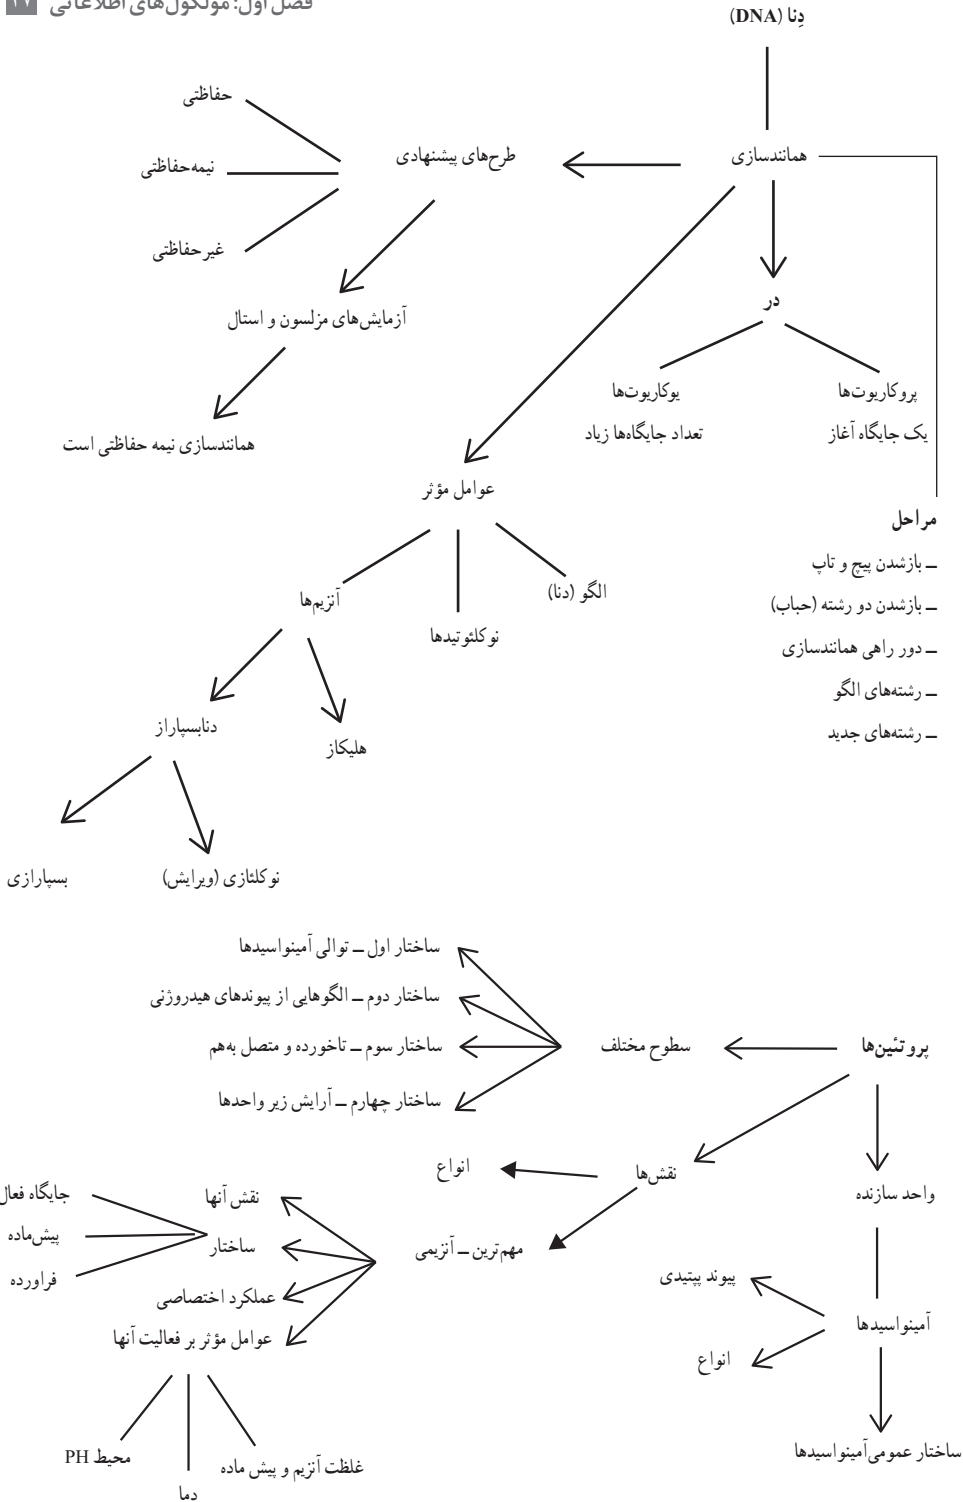 فصل اول: مولکول‌های اطلاعاتی ۱۷
دِنا (DNA)
همانندسازی
طرح‌های پیشنهادی
حفاظتی
نیمه‌حفاظتی
غیرحفاظتی
آزمایش‌های مزلسون و استال
همانندسازی نیمه حفاظتی است
در
پروکاریوت‌ها
یک جایگاه آغاز
یوکاریوت‌ها
تعداد جایگاه‌ها زیاد
مراحل
ــ بازشدن پیچ و تاپ
ــ بازشدن دو رشته (حباب)
ــ دور راهی همانندسازی
ــ رشته‌های الگو
ــ رشته‌های جدید
عوامل مؤثر
الگو (دنا)
نوکلئوتیدها
آنزیم‌ها
هلیکاز
دنابسپاراز
نوکلئازی (ویرایش)
بسپارازی
پروتئین‌ها
سطوح مختلف
ساختار اول ــ توالی آمینواسیدها
ساختار دوم ــ الگوهایی از پیوندهای هیدروژنی
ساختار سوم ــ تاخورده و متصل به‌هم
ساختار چهارم ــ آرایش زیر واحدها
نقش‌ها
انواع
مهم‌ترین ــ آنزیمی
نقش آنها
ساختار
عملکرد اختصاصی
عوامل مؤثر بر فعالیت آنها
جایگاه فعال
پیش‌ماده
فراورده
غلظت آنزیم و پیش ماده
دما
محیط PH
واحد سازنده
آمینواسیدها
پیوند پپتیدی
انواع
ساختار عمومی‌آمینواسیدها